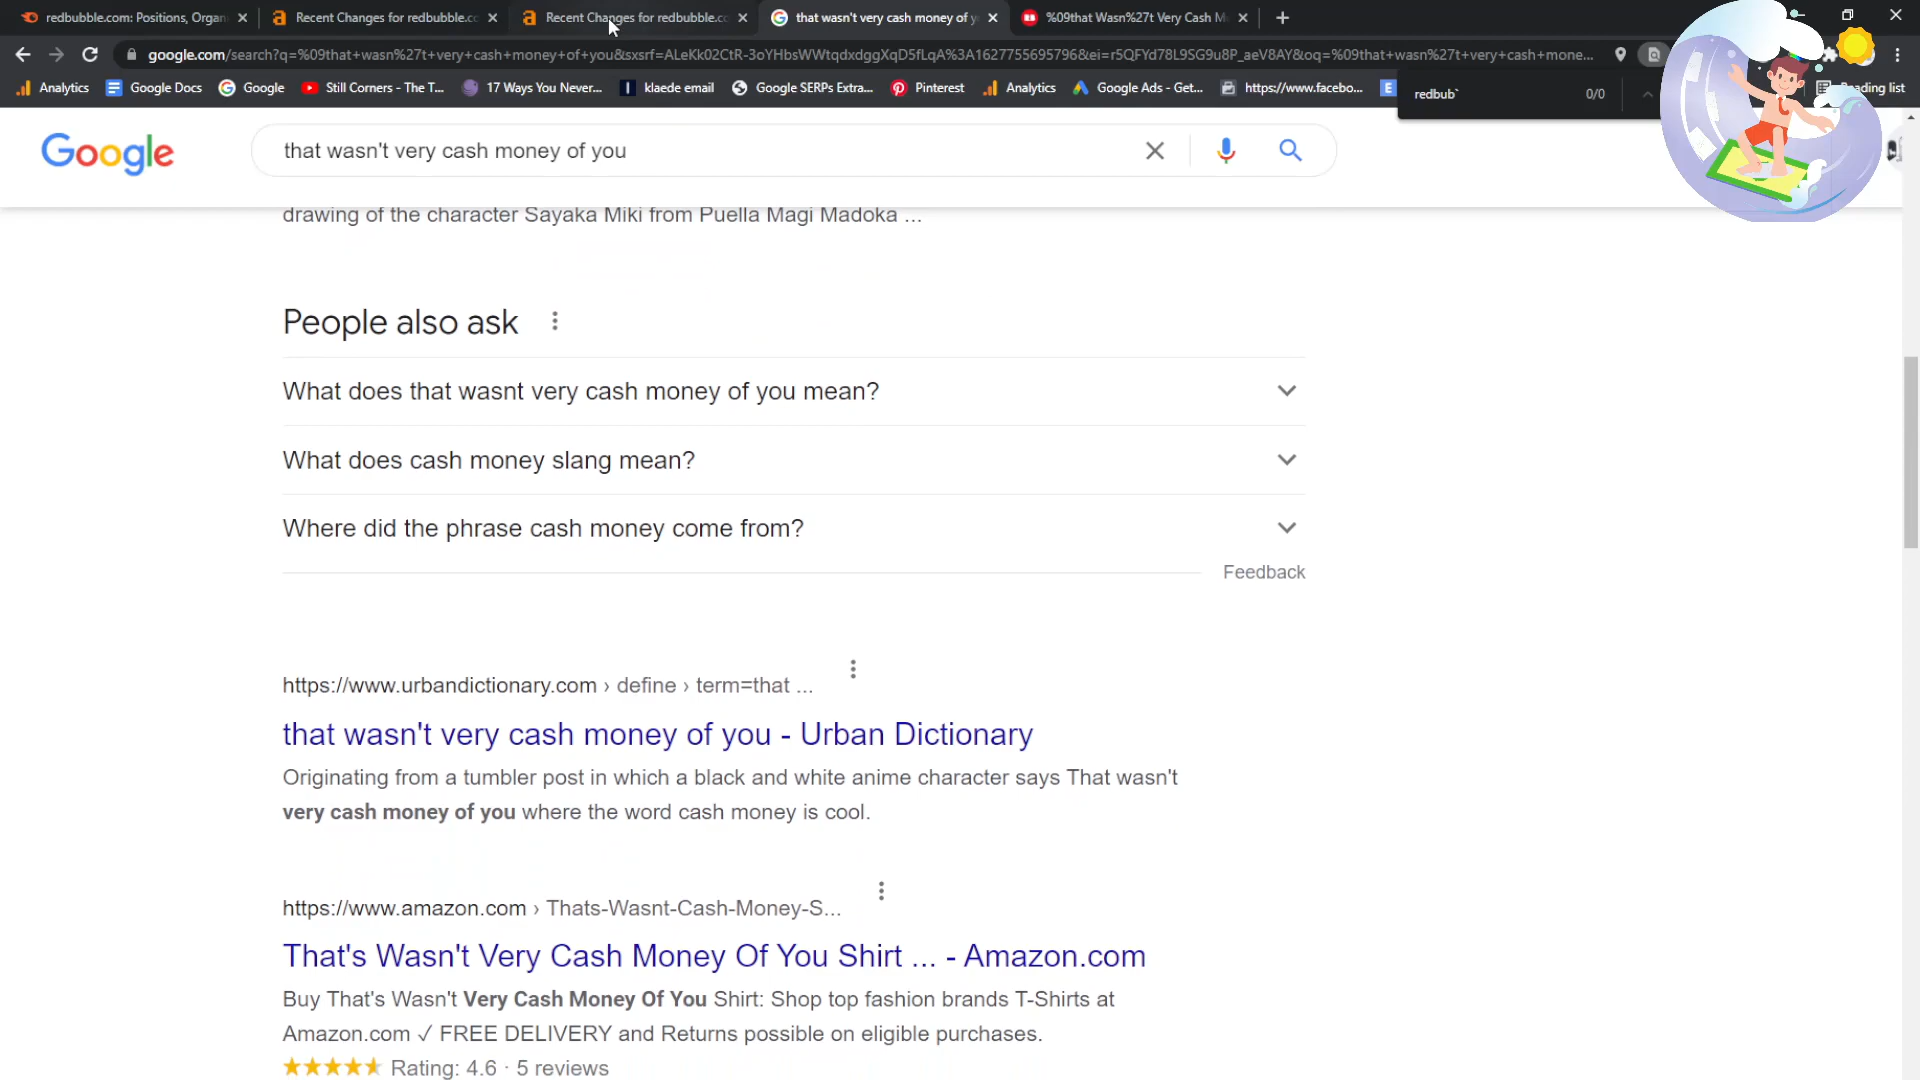 redbubble.com: Positions, Organ
Recent Changes for redbubble.co
Recent Changes for redbubble.co
that wasn't very cash money of y
%09that Wasn%27t Very Cash M
google.com/search?q=%09that+wasn%27t+very+cash+money+of+you&sxsrf=ALeKk02CtR-3oYHbsWWtqdxdggXqD5fLqA%3A1627755695796&ei=r5QFYd78L9SG9u8P_aeV8AY&oq=%09that+wasn%27t+very+cash+mone...
Analytics
Google Docs
Google
Still Corners - The T...
17 Ways You Never...
klaede email
Google SERPs Extra...
Pinterest
Analytics
Google Ads - Get...
https://www.facebo...
E
ading list
redbub`
0/0
Google
that wasn't very cash money of you
drawing of the character Sayaka Miki from Puella Magi Madoka ...
People also ask
What does that wasnt very cash money of you mean?
What does cash money slang mean?
Where did the phrase cash money come from?
Feedback
https://www.urbandictionary.com › define › term=that ...
that wasn't very cash money of you - Urban Dictionary
Originating from a tumbler post in which a black and white anime character says That wasn't
very cash money of you where the word cash money is cool.
https://www.amazon.com › Thats-Wasnt-Cash-Money-S...
That's Wasn't Very Cash Money Of You Shirt ... - Amazon.com
Buy That's Wasn't Very Cash Money Of You Shirt: Shop top fashion brands T-Shirts at
Amazon.com ✓ FREE DELIVERY and Returns possible on eligible purchases.
Rating: 4.6 · 5 reviews